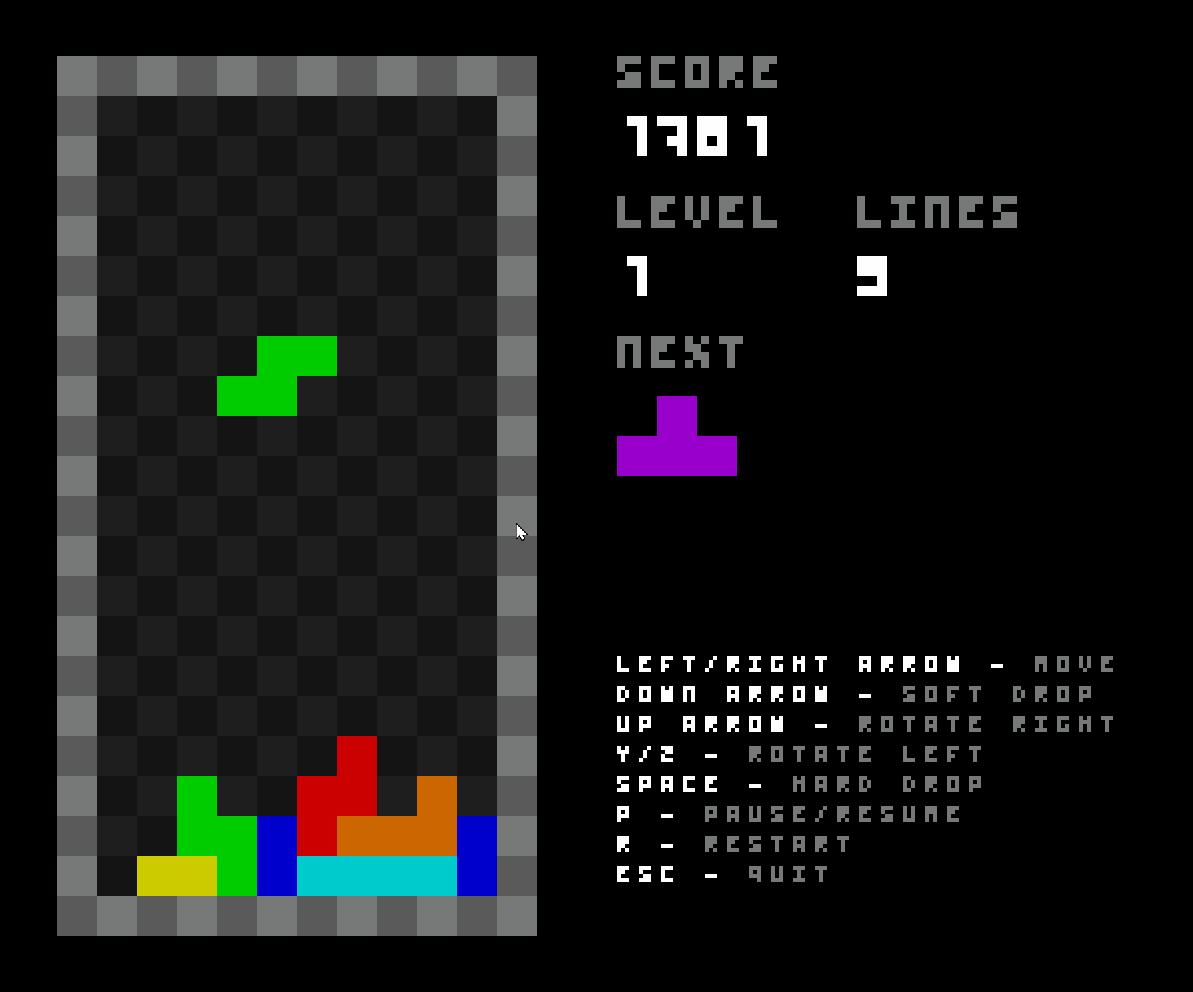 SCORE
1701
LEVEL LINES
1 9
NEXT
LEFT/RIGHT ARROW - MOVE
DOWN ARROW - SOFT DROP
UP ARROW - ROTATE RIGHT
Y/Z - ROTATE LEFT
SPACE - HARD DROP
P - PAUSE/RESUME
R - RESTART
ESC - QUIT